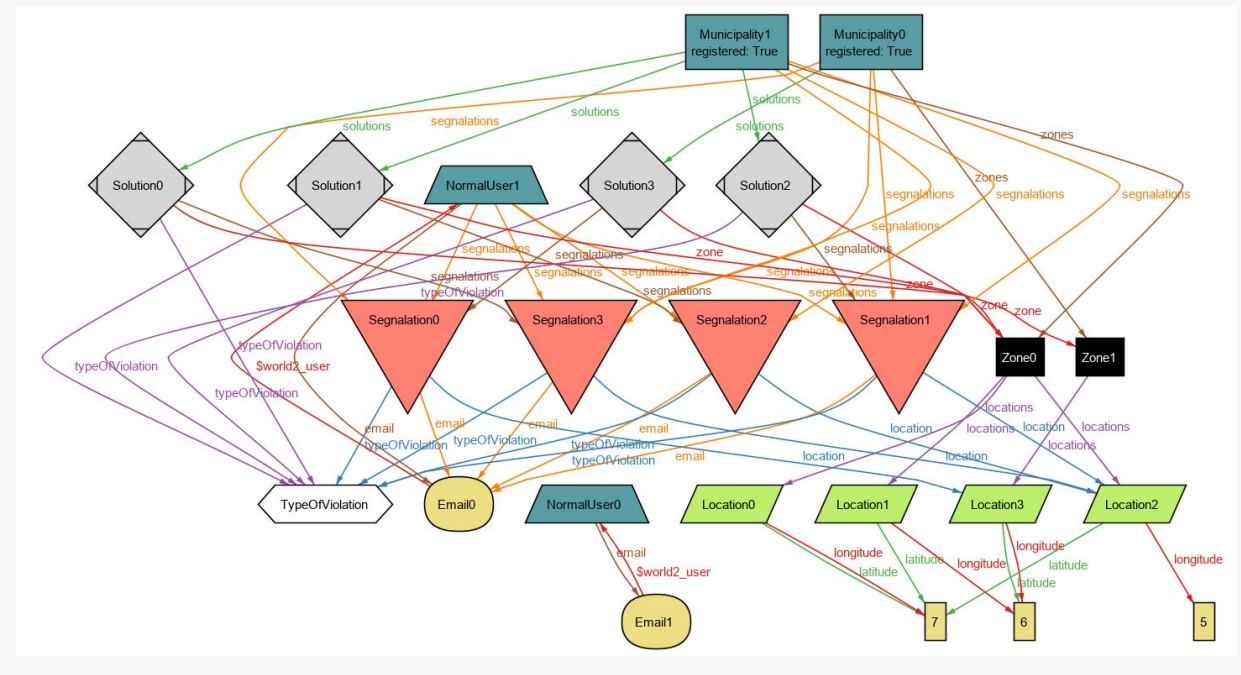 Municipality1
registered: True
Municipality0
registered: True
solutions
solutions
segnalations
solutions
solutions
zones
zones
Solution0
Solution1
NormalUser1
Solution3
Solution2
segnalations
segnalations
segnalations
segnalations
segnalations
segnalations
segnalations
zone
segnalations
segnalations
segnalations
segnalations
segnalations
typeOfViolation
segnalations
segnalations
zone
zone
zone
Segnalation0
Segnalation3
Segnalation2
Segnalation1
typeOfViolation
Zone0
Zone1
typeOfViolation
$world2_user
typeOfViolation
locations
email
email
email
email
location
locations
location
locations
typeOfViolation
typeOfViolation
typeOfViolation
locations
typeOfViolation
email
location
location
TypeOfViolation
Email0
NormalUser0
Location0
Location1
Location3
Location2
email
$world2_user
longitude
latitude
latitude
longitude
longitude
latitude
latitude
longitude
Email1
7
6
5